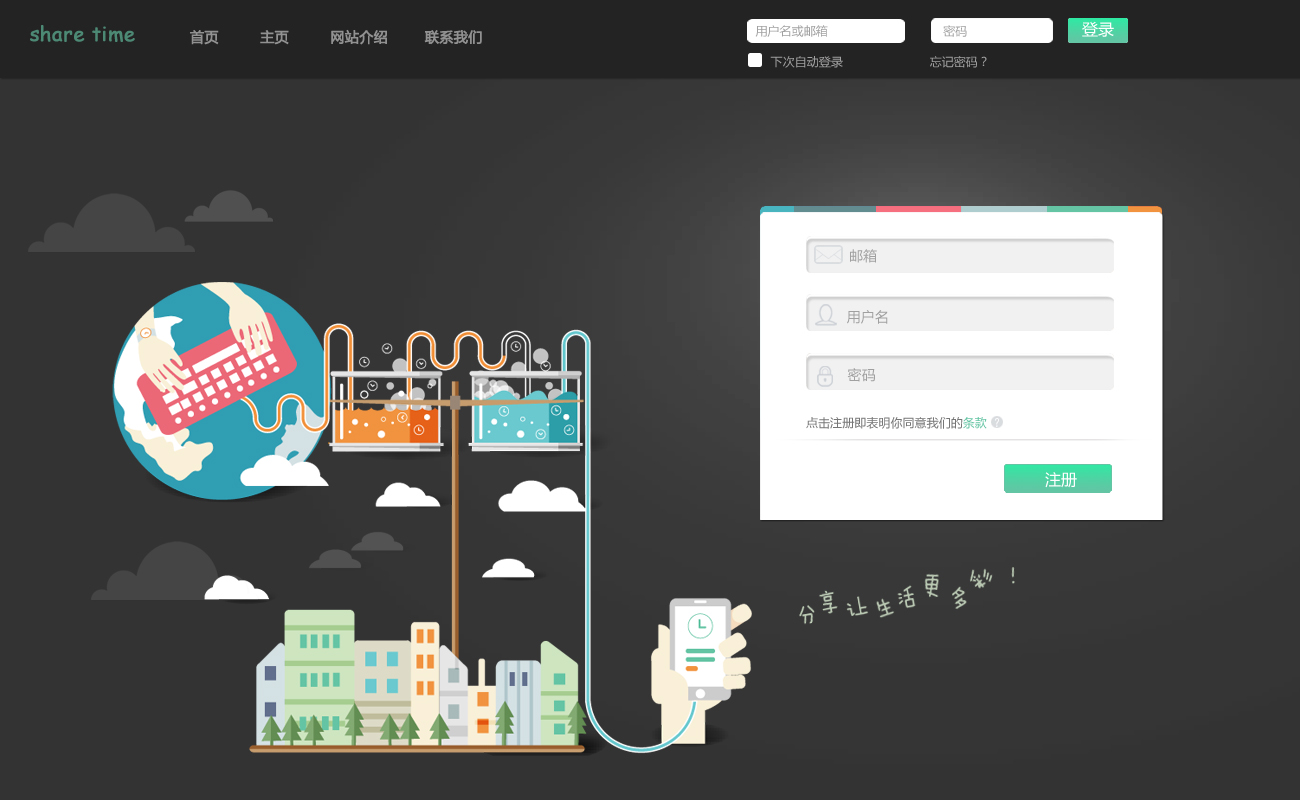 share time
首页
主页
网站介绍
联系我们
用户名或邮箱
密码
登录
下次自动登录
忘记密码？
邮箱
用户名
密码
点击注册即表明你同意我们的条款 ?
注册
分享让生活更多彩！